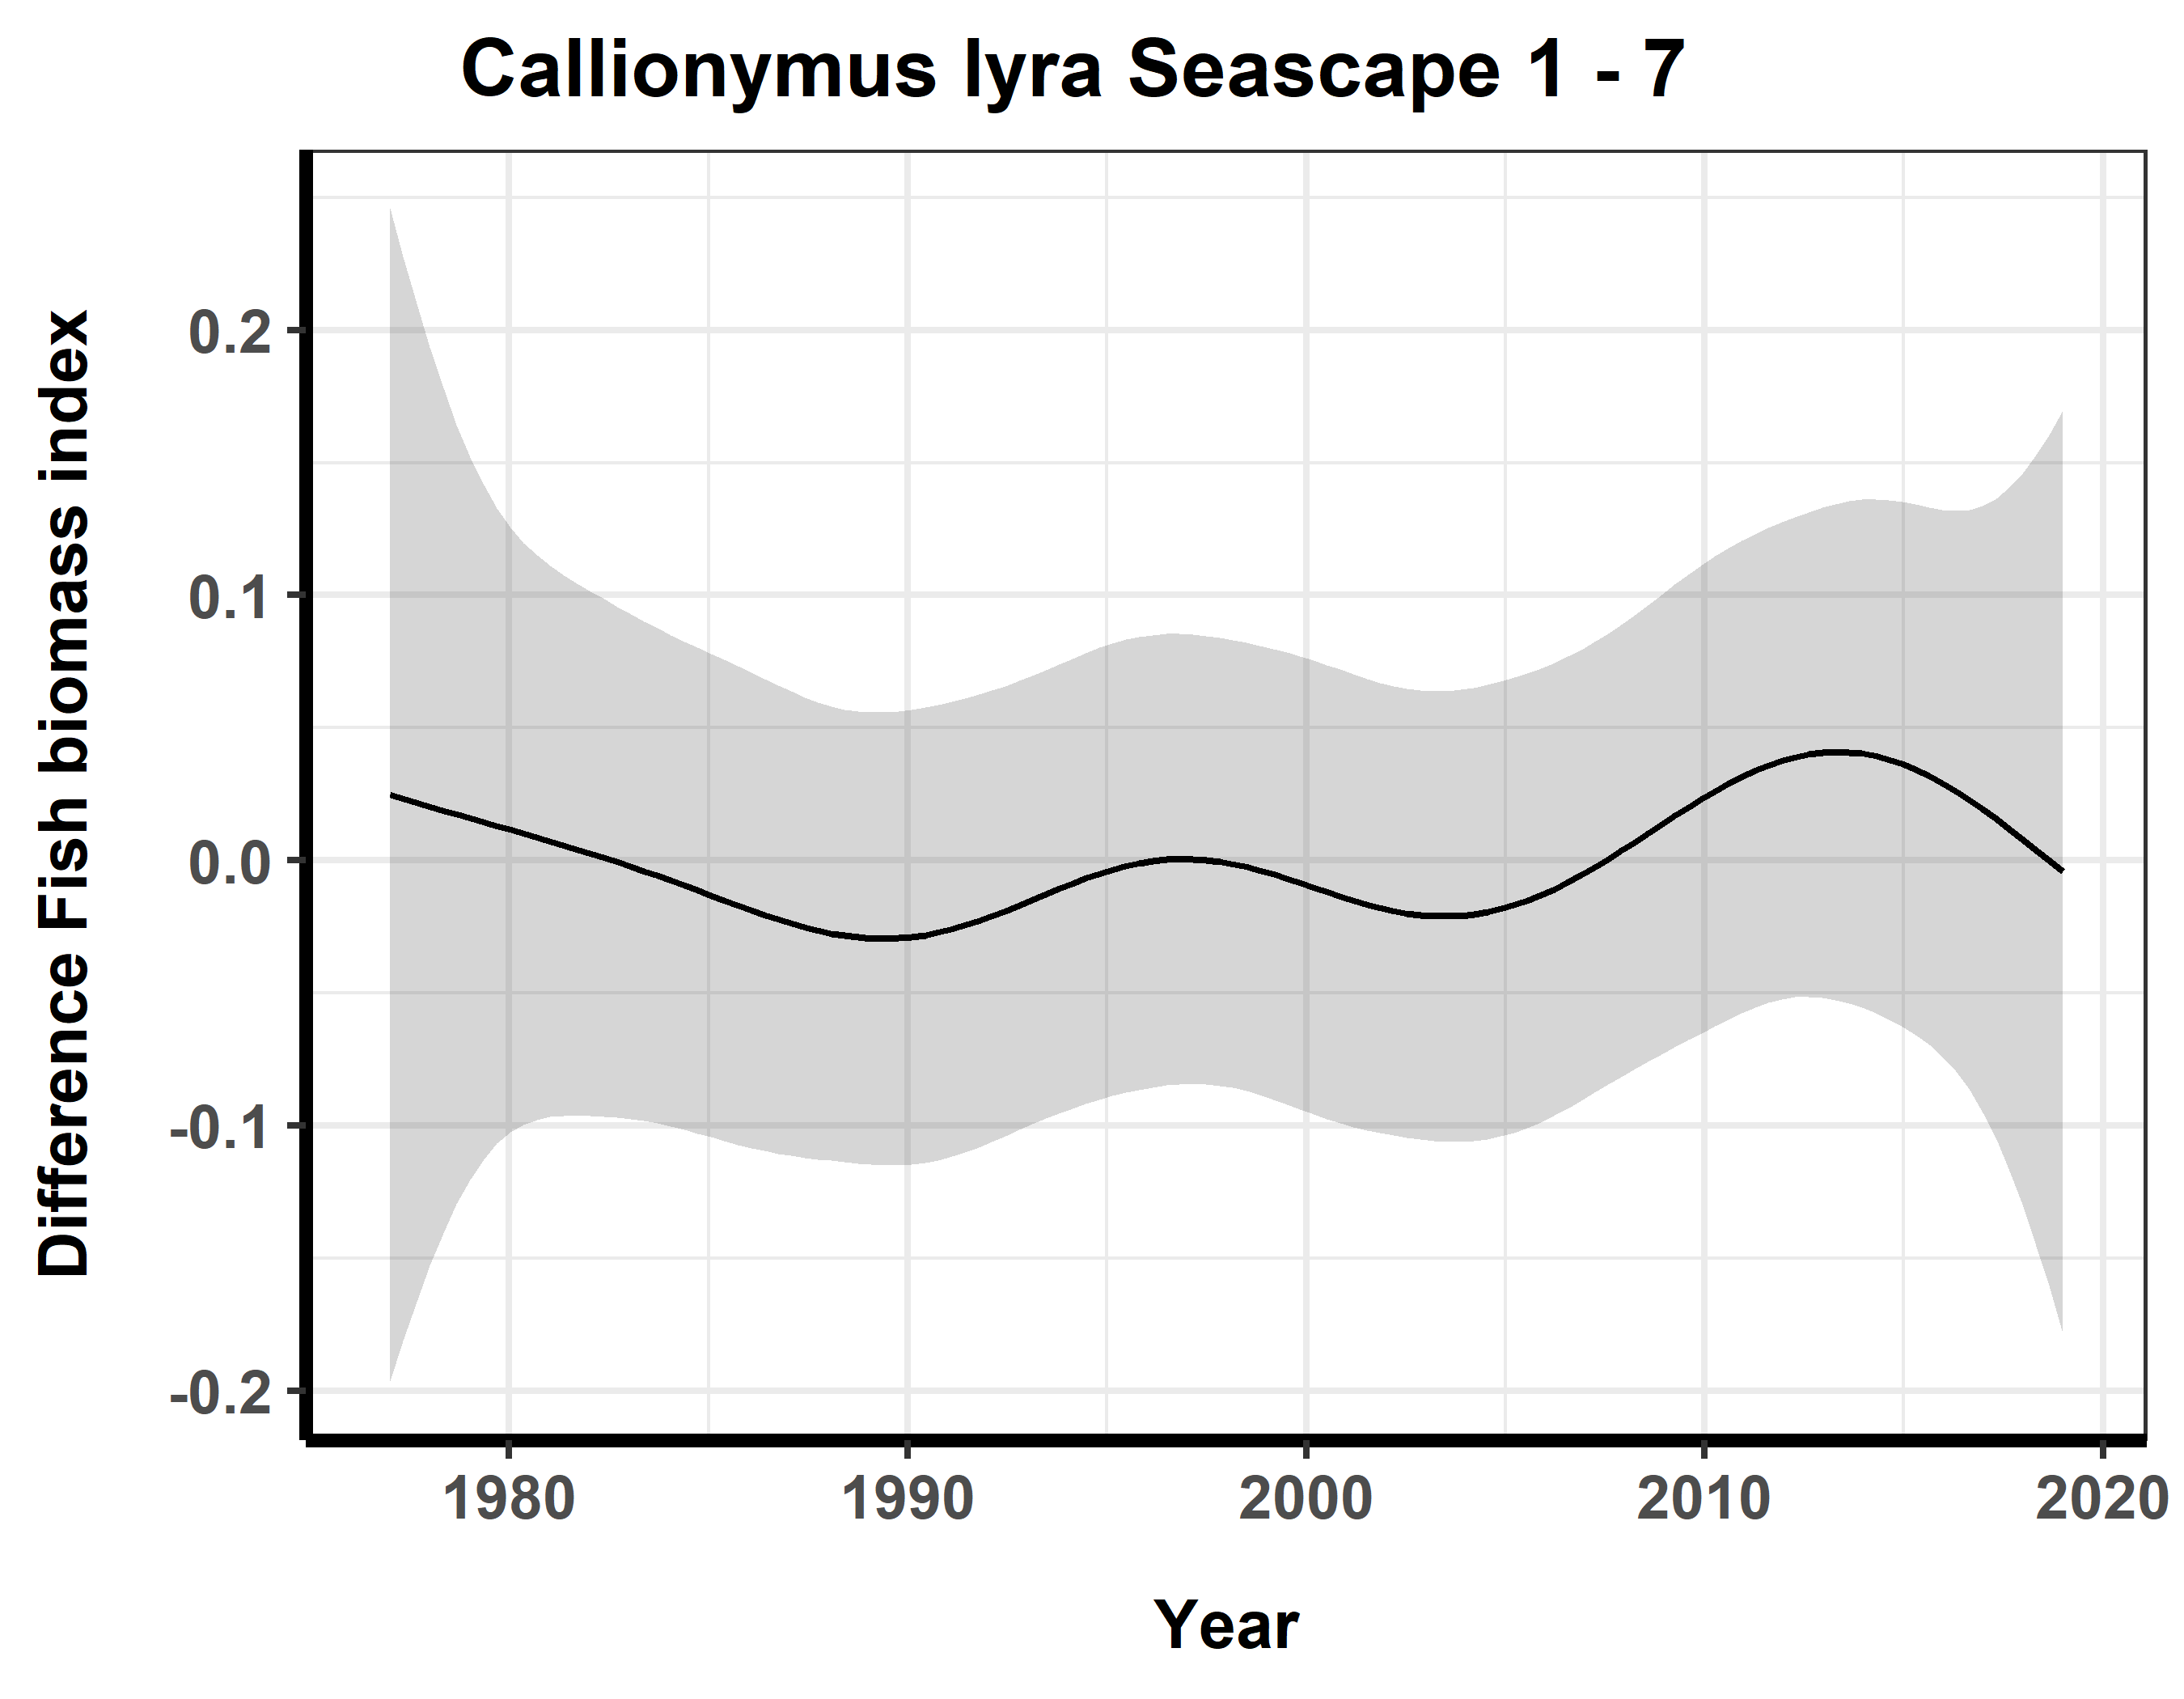 Callionymus lyra Seascape 1 - 7
Difference Fish biomass index
0.2
0.1
0.0
-0.1
-0.2
1980 1990 2000 2010 2020
Year